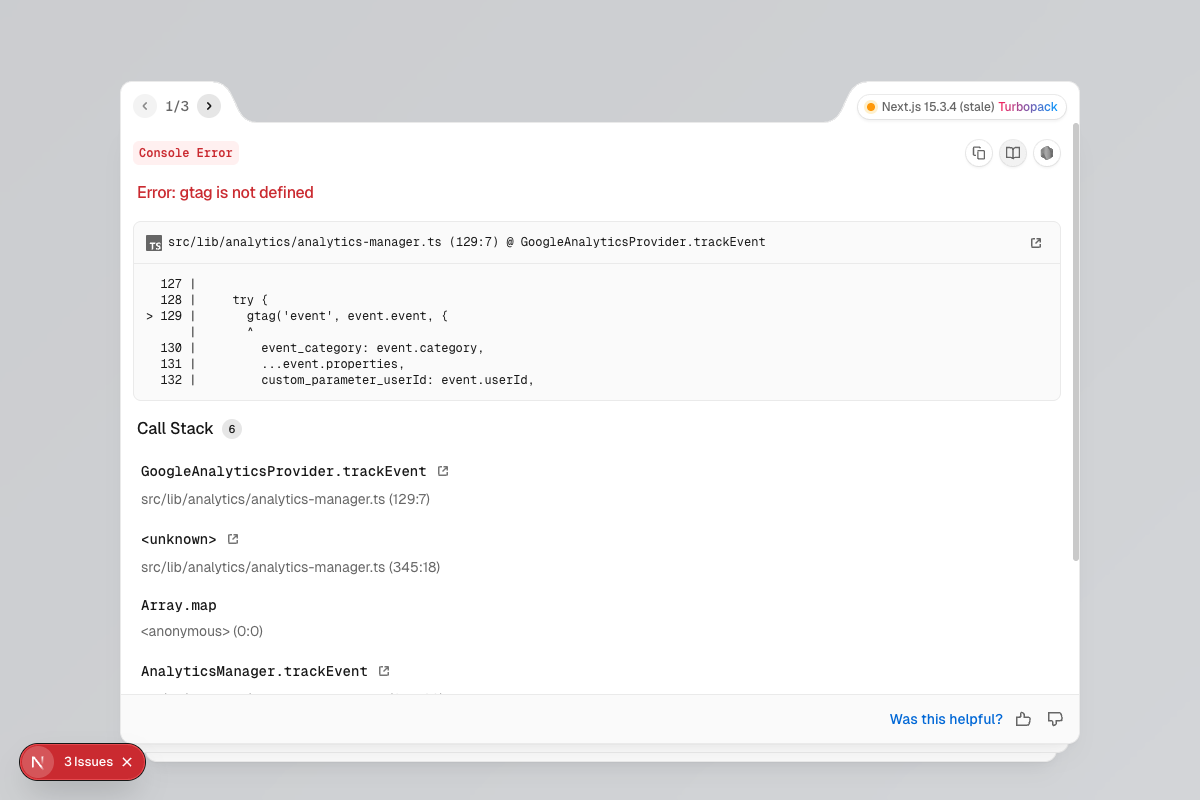 1/3
Next.js 15.3.4 (stale) Turbopack
Console Error
Error: gtag is not defined
TS src/lib/analytics/analytics-manager.ts (129:7) @ GoogleAnalyticsProvider.trackEvent
127 |
128 |     try {
> 129 |       gtag('event', event.event, {
|       ^
130 |         event_category: event.category,
131 |         ...event.properties,
132 |         custom_parameter_userId: event.userId,
Call Stack 6
GoogleAnalyticsProvider.trackEvent
src/lib/analytics/analytics-manager.ts (129:7)
<unknown>
src/lib/analytics/analytics-manager.ts (345:18)
Array.map
<anonymous> (0:0)
AnalyticsManager.trackEvent
Was this helpful?
N 3 Issues